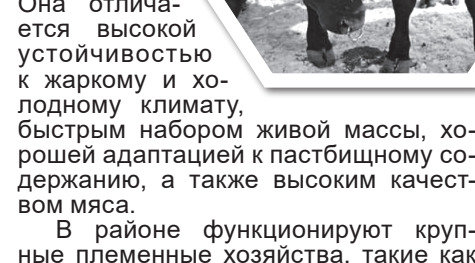 Она отлича-
ется высокой
устойчивостью
к жаркому и хо-
лодному климату,
быстрым набором живой массы, хо-
рошей адаптацией к пастбищному со-
держанию, а также высоким качест-
вом мяса.
В районе функционируют круп-
ные племенные хозяйства, такие как